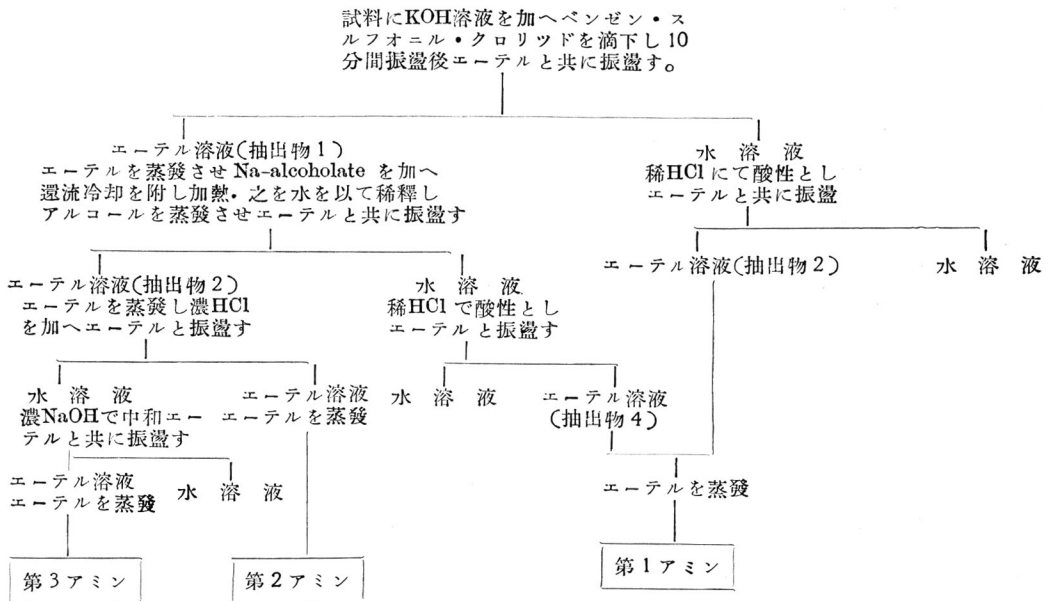 試料にKOH溶液を加へベンゼン・ス
ルフオニル・クロリツドを滴下し10
分間振盪後エーテルと共に振盪す。
エーテル溶液(抽出物1)
エーテルを蒸發させNa-alcoholate を加へ
還流冷却を附し加熱・之を水を以て稀釋し
アルコールを蒸發させエーテルと共に振盪す
水 溶 液
稀HClにて酸性とし
エーテルと共に振盪
エーテル溶液(抽出物2)
エーテルを蒸發し濃HCl
を加へエーテルと振盪す
水 溶 液
稀HClで酸性とし
エーテルと振盪す
エーテル溶液(抽出物2)
水 溶 液
水 溶 液
濃NaOHで中和エー
テルと共に振盪す
エーテル溶液
エーテルを蒸發
水 溶 液
エーテル溶液
(抽出物4)
エーテル溶液
エーテルを蒸發
水 溶 液
エーテルを蒸發
第3アミン
第2アミン
第1アミン